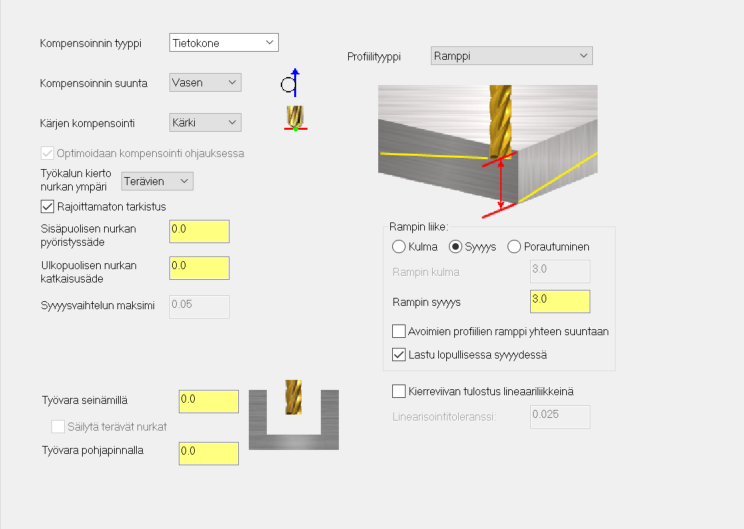 Kompensoinnin tyyppi Tietokone
Kompensoinnin suunta Vasen
Kärjen kompensointi Kärki
Optimoidaan kompensointi ohjauksessa
Työkalun kierto
nurkan ympäri Terävien
Rajoittamaton tarkistus
Sisäpuolisen nurkan
pyöristyssäde 0.0
Ulkopuolisen nurkan
katkaisusäde 0.0
Syvyysvaihtelun maksimi 0.05
Työvara seinämillä 0.0
Säilytä terävät nurkat
Työvara pohjapinnalla 0.0
Profiilityyppi Ramppi
Rampin liike:
Kulma Syvyys Porautuminen
Rampin kulma 3.0
Rampin syvyys 3.0
Avoimien profiilien ramppi yhteen suuntaan
Lastu lopullisessa syvyydessä
Kierreviivan tulostus lineaariliikkeinä
Linearisointitoleranssi: 0.025